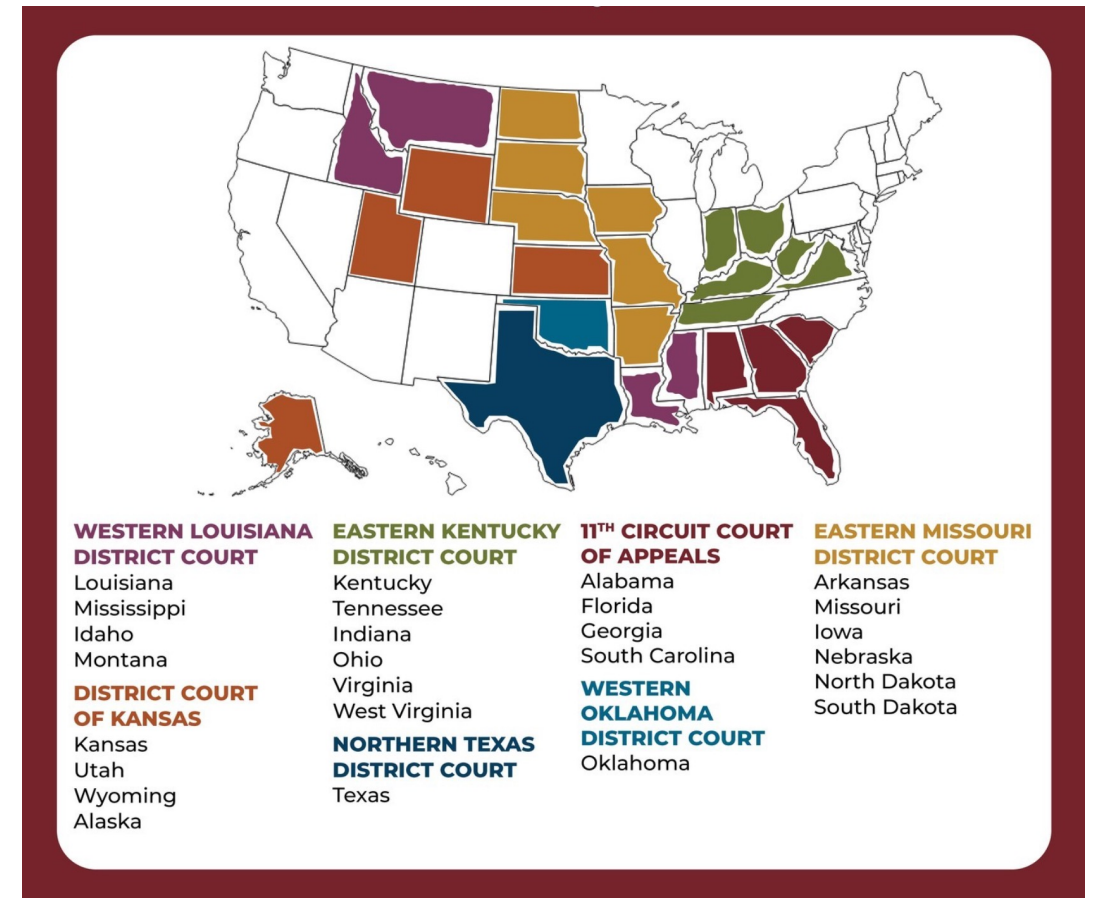 WESTERN LOUISIANA
DISTRICT COURT
Louisiana
Mississippi
Idaho
Montana
DISTRICT COURT
OF KANSAS
Kansas
Utah
Wyoming
Alaska
EASTERN KENTUCKY
DISTRICT COURT
Kentucky
Tennessee
Indiana
Ohio
Virginia
West Virginia
NORTHERN TEXAS
DISTRICT COURT
Texas
11TH CIRCUIT COURT
OF APPEALS
Alabama
Florida
Georgia
South Carolina
WESTERN
OKLAHOMA
DISTRICT COURT
Oklahoma
EASTERN MISSOURI
DISTRICT COURT
Arkansas
Missouri
Iowa
Nebraska
North Dakota
South Dakota